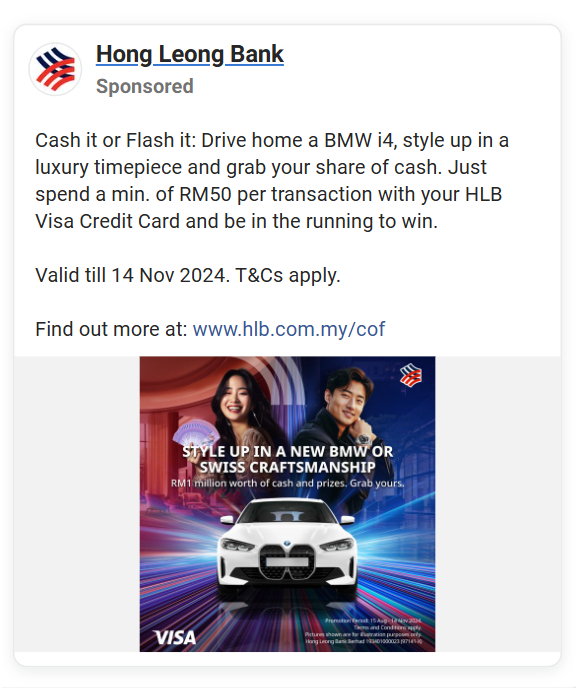 Hong Leong Bank
Sponsored
Cash it or Flash it: Drive home a BMW i4, style up in a
luxury timepiece and grab your share of cash. Just
spend a min. of RM50 per transaction with your HLB
Visa Credit Card and be in the running to win.
Valid till 14 Nov 2024. T&Cs apply.
Find out more at: www.hlb.com.my/cof
STYLE UP IN A NEW BMW OR
SWISS CRAFTSMANSHIP
RM1 million worth of cash and prizes. Grab yours.
Promotion Period: 15 Aug - 14 Nov 2024.
Terms and Conditions apply.
Pictures shown are for illustration purposes only.
Hong Leong Bank Berhad 193401000023 (97141-X)
VISA